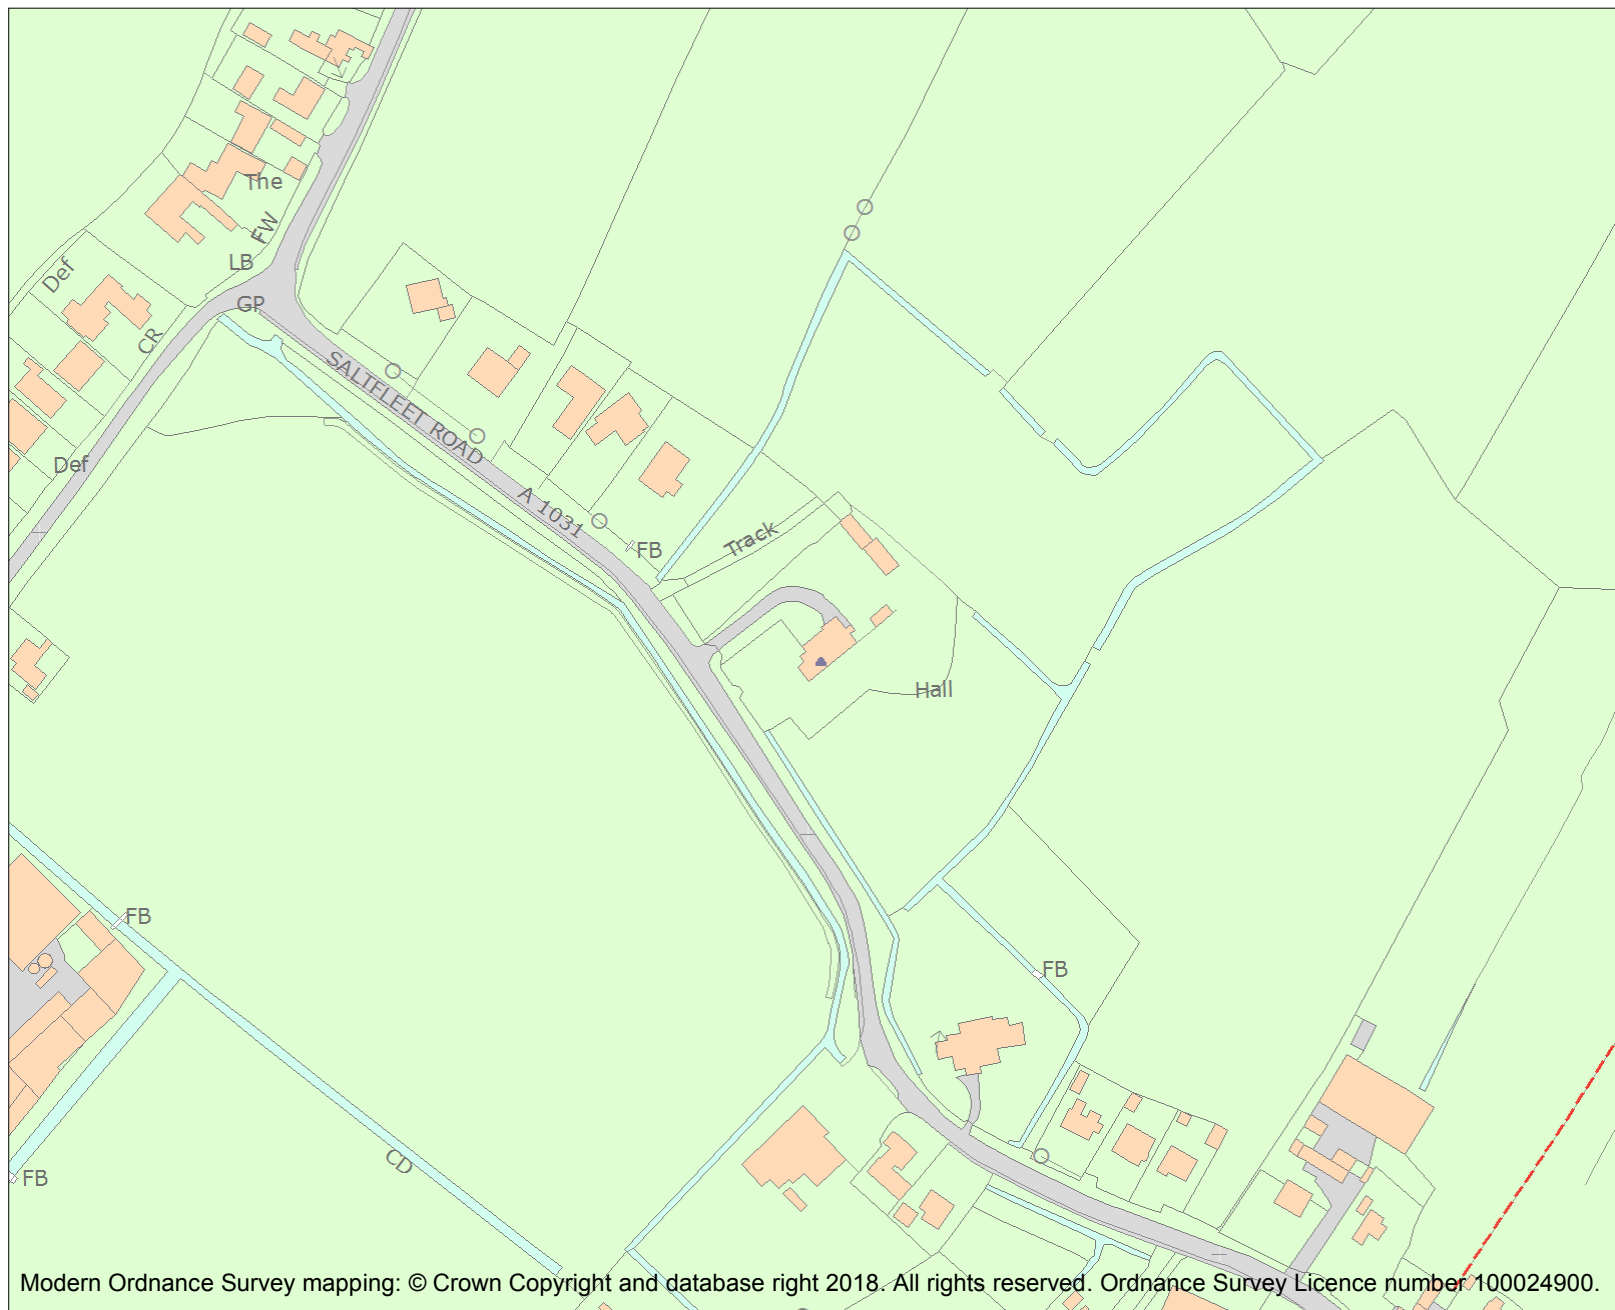 The
FW
LB
Def
GP
CR
SALTFLEET ROAD
Def
A 1031
FB
Track
Hall
FB
FB
CD
FB
Modern Ordnance Survey mapping: © Crown Copyright and database right 2018. All rights reserved. Ordnance Survey Licence number 100024900.